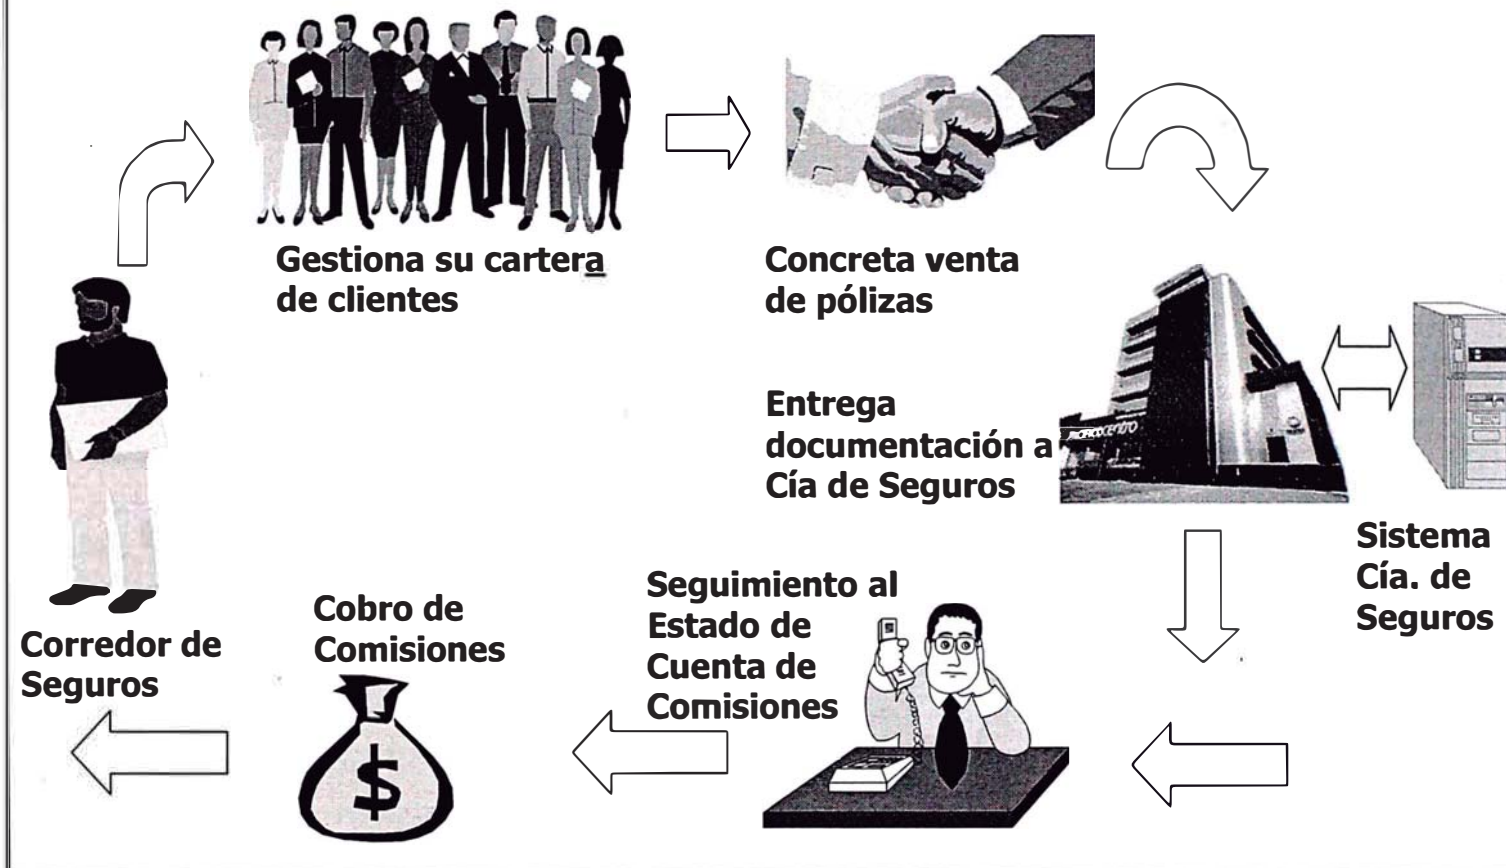 Gestiona su cartera
de clientes
Concreta venta
de pólizas
Entrega
documentación a
Cía de Seguros
PACIFICOCENTRO
Sistema
Cía. de
Seguros
Seguimiento al
Estado de
Cuenta de
Comisiones
Cobro de
Comisiones
$
Corredor de
Seguros